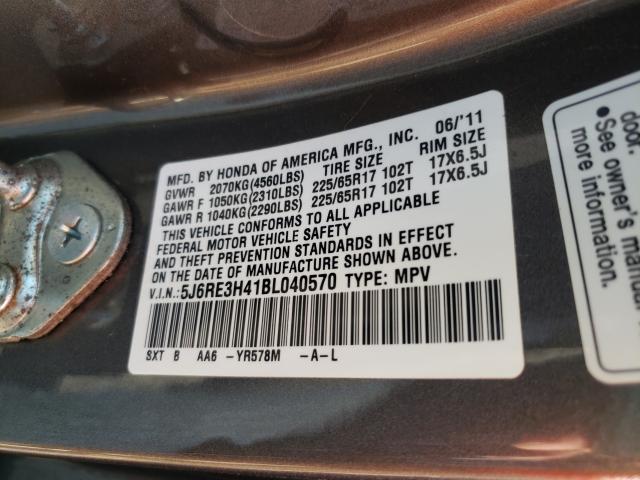 MFD. BY HONDA OF AMERICA MFG., INC. 06/'11
GVWR 2070KG(4560LBS) TIRE SIZE RIM SIZE
GAWR F 1050KG(2310LBS) 225/65R17 102T 17X6.5J
GAWR R 1040KG(2290LBS) 225/65R17 102T 17X6.5J
THIS VEHICLE CONFORMS TO ALL APPLICABLE
FEDERAL MOTOR VEHICLE SAFETY
AND THEFT PREVENTION STANDARDS IN EFFECT
ON THE DATE OF MANUFACTURE SHOWN ABOVE.
V.I.N.:5J6RE3H41BL040570 TYPE: MPV
SXT B AA6 -YR578M -A-L
door.
• See owner's manual
more information.